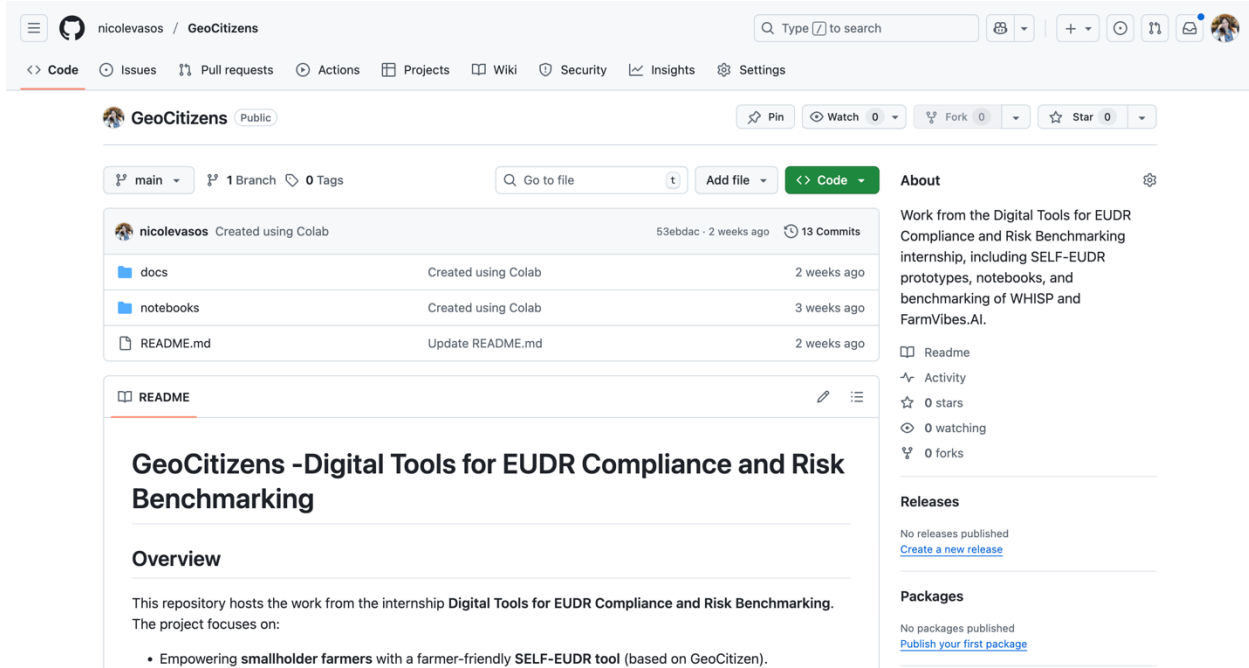 nicolevasos / GeoCitizens
Type / to search
Code
Issues
Pull requests
Actions
Projects
Wiki
Security
Insights
Settings
GeoCitizens Public
Pin
Watch 0
Fork 0
Star 0
main
1 Branch
0 Tags
Go to file
t
Add file
Code
nicolevasos Created using Colab
53ebdac · 2 weeks ago
13 Commits
docs Created using Colab 2 weeks ago
notebooks Created using Colab 3 weeks ago
README.md Update README.md 2 weeks ago
README
GeoCitizens -Digital Tools for EUDR Compliance and Risk
Benchmarking
Overview
This repository hosts the work from the internship Digital Tools for EUDR Compliance and Risk Benchmarking.
The project focuses on:
• Empowering smallholder farmers with a farmer-friendly SELF-EUDR tool (based on GeoCitizen).
About
Work from the Digital Tools for EUDR
Compliance and Risk Benchmarking
internship, including SELF-EUDR
prototypes, notebooks, and
benchmarking of WHISP and
FarmVibes.AI.
Readme
Activity
0 stars
0 watching
0 forks
Releases
No releases published
Create a new release
Packages
No packages published
Publish your first package